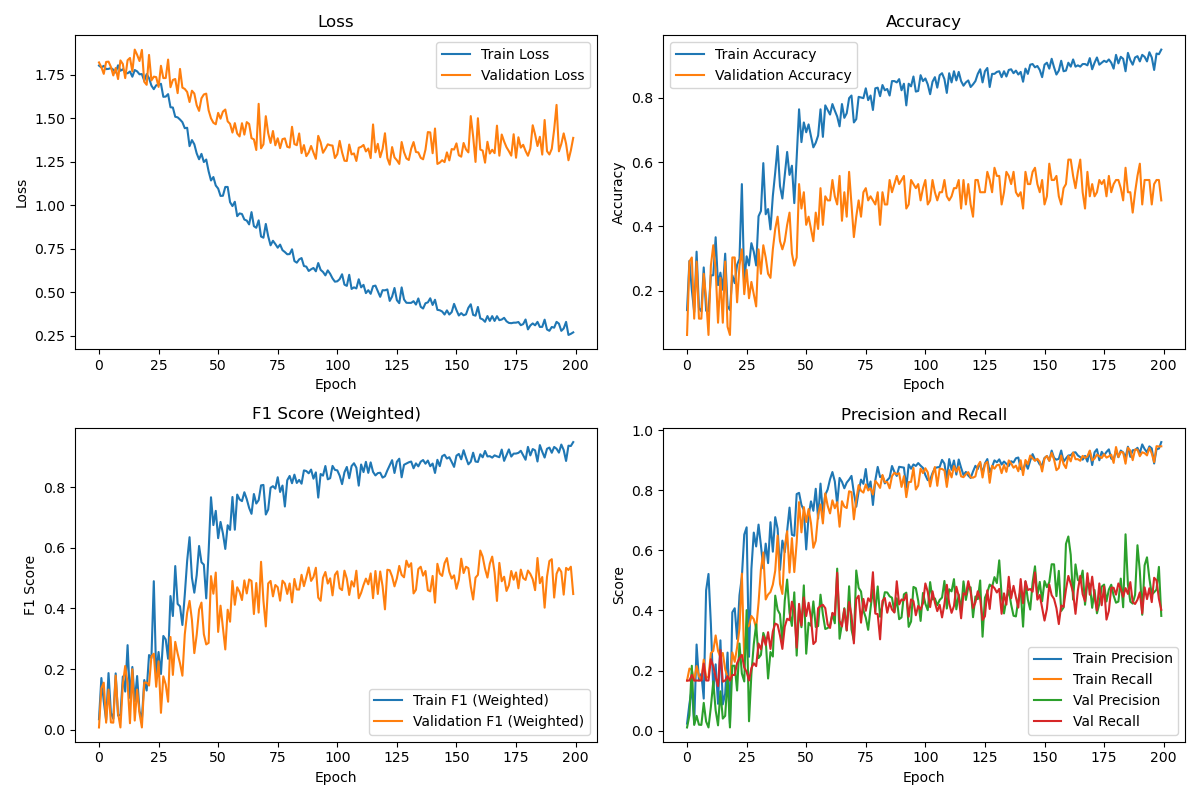 Loss
Train Loss
Validation Loss
1.75
1.50
1.25
1.00
0.75
0.50
0.25
Loss
0 25 50 75 100 125 150 175 200
Epoch
Accuracy
Train Accuracy
Validation Accuracy
0.8
0.6
0.4
0.2
Accuracy
0 25 50 75 100 125 150 175 200
Epoch
F1 Score (Weighted)
0.8
0.6
0.4
0.2
0.0
F1 Score
Train F1 (Weighted)
Validation F1 (Weighted)
0 25 50 75 100 125 150 175 200
Epoch
Precision and Recall
1.0
0.8
0.6
0.4
0.2
0.0
Score
Train Precision
Train Recall
Val Precision
Val Recall
0 25 50 75 100 125 150 175 200
Epoch